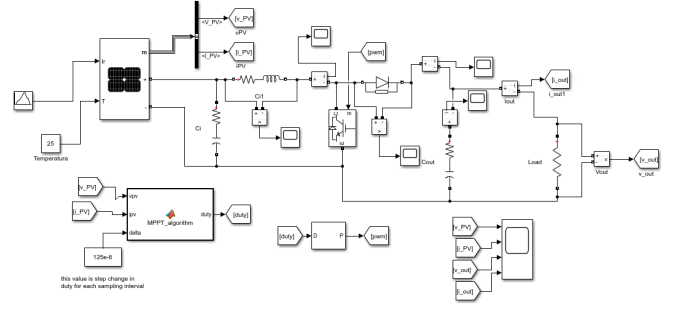 <V_PV>
[v_PV]
vPV
<I_PV>
[i_PV]
iPV
m
Ir
T
+
-
25
Temperatura
Ci
Ci1
[pwm]
Cout
Iout
[i_out]
i_out1
Load
Vout
[v_out]
v_out
[v_PV]
[i_PV]
vpv
ipv
delta
MPPT_algorithm
duty
[duty]
125e-6
this value is step change in
duty for each sampling interval
[duty]
D
P
[pwm]
[v_PV]
[i_PV]
[v_out]
[i_out]